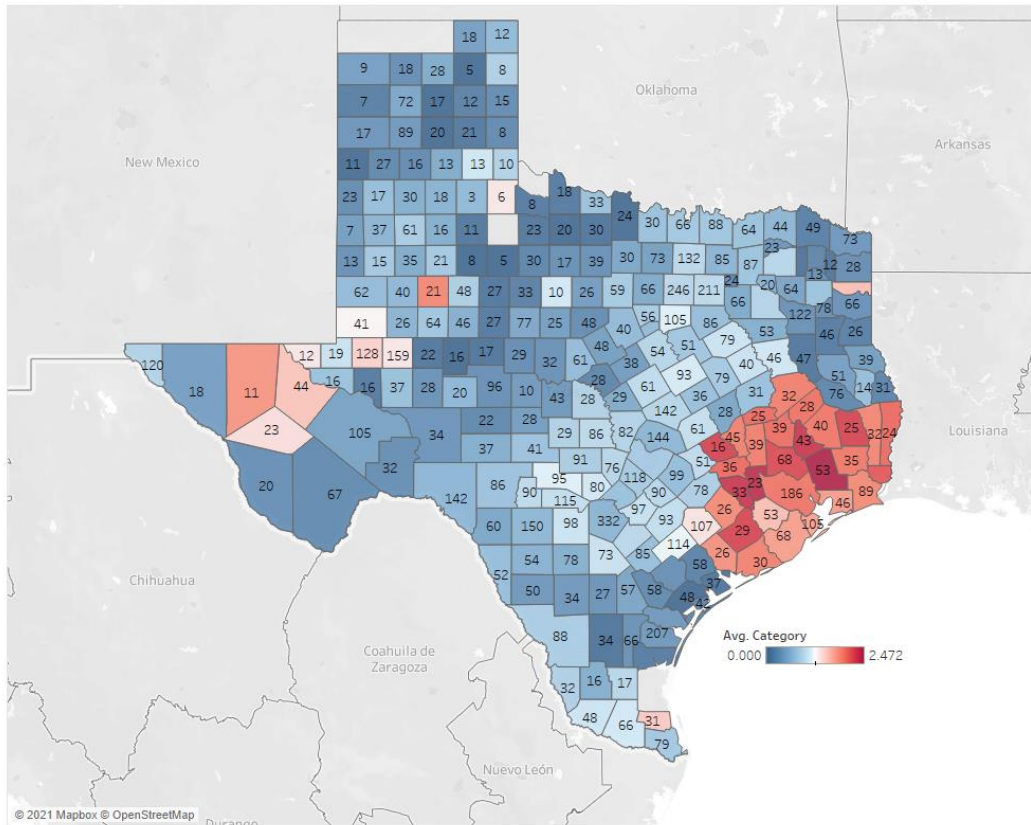 18 12
9 18 28 5 8
Oklahoma
7 72 17 12 15
17 89 20 21 8
Arkansas
New Mexico
11 27 16 13 13 10
23 17 30 18 3 6 8 18 33 24
30 66 88 64 44 49 73
7 37 61 16 11 23 20 30
13 15 35 21 8 5 30 17 39 30 73 132 85 87 23 13 12 28
62 40 21 48 27 33 10 26 59 66 246 211 24 66 20 64 78 66
41 26 64 46 27 77 25 48 40 56 105 86 53 122 46 26
120 18 11 12 19 128 159 22 16 17 29 32 61 48 38 54 51 79 40 46 47 51 39
44 16 16 37 28 20 96 10 43 28 28 29 61 93 79 36 28 31 76 14 31
Louisiana
23 105 34 22 28 29 86 82 142 61 32 28
25 39 40 25 32 24
20 67 32 37 41 91 76 144 51 16 45 39 43 68 53 35
142 86 90 95 115 80 118 99 90 78 36 33 23 186 46 89
60 150 98 332 97 93 107 26 29 53 68 105
52 54 78 73 85 114 26 30
Chihuahua
50 34 27 57 58 58 48 37 42
Coahuila de
Zaragoza
88 34 66 207
Avg. Category
0.000 2.472
32 16 17
48 66 31
79
Nuevo León
Durango
© 2021 Mapbox © OpenStreetMap